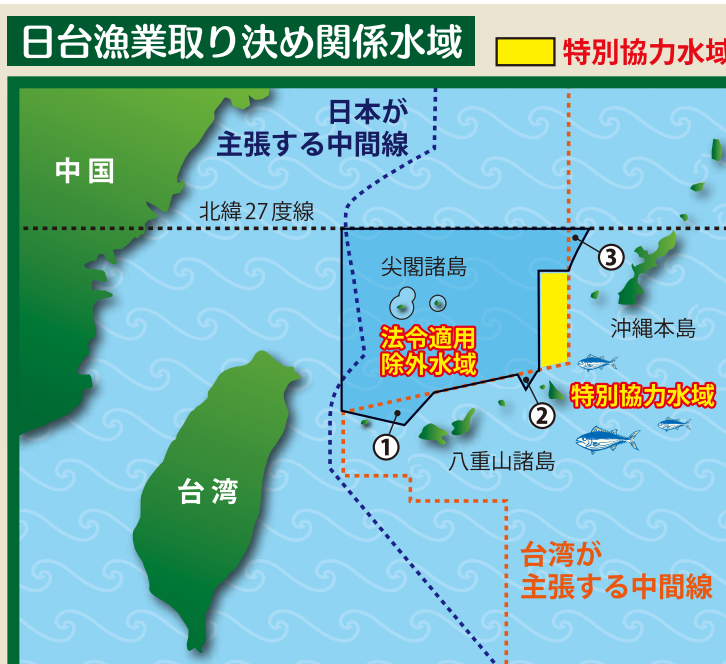 日台漁業取り決め関係水域
特別協力水域
日本が
主張する中間線
中国
北緯27度線
③
尖閣諸島
沖縄本島
法令適用
除外水域
特別協力水域
②
①
八重山諸島
台湾
台湾が
主張する中間線